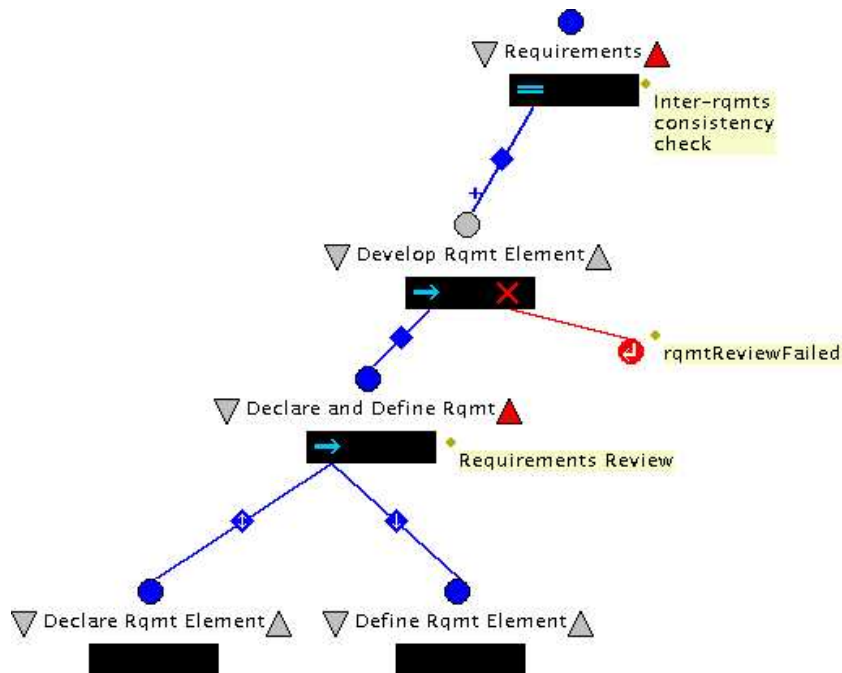 Requirements
Inter-rqmts
consistency
check
Develop Rqmt Element
rqmtReviewFailed
Declare and Define Rqmt
Requirements Review
Declare Rqmt Element
Define Rqmt Element